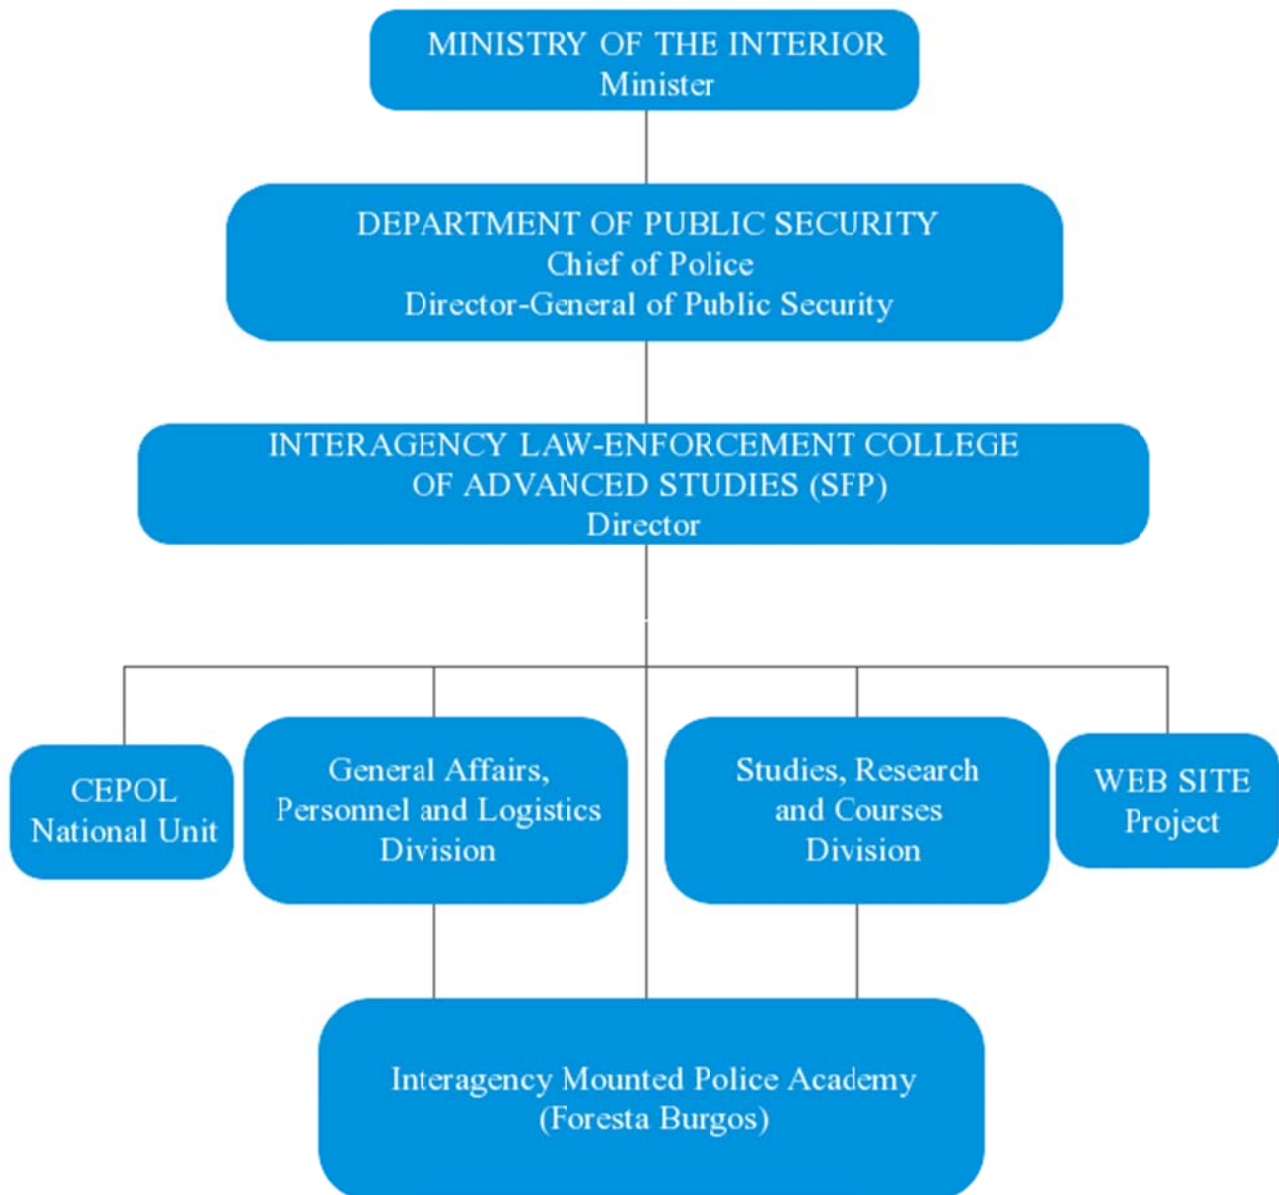 MINISTRY OF THE INTERIOR
Minister
DEPARTMENT OF PUBLIC SECURITY
Chief of Police
Director-General of Public Security
INTERAGENCY LAW-ENFORCEMENT COLLEGE
OF ADVANCED STUDIES (SFP)
Director
CEPOL
National Unit
General Affairs,
Personnel and Logistics
Division
Studies, Research
and Courses
Division
WEB SITE
Project
Interagency Mounted Police Academy
(Foresta Burgos)